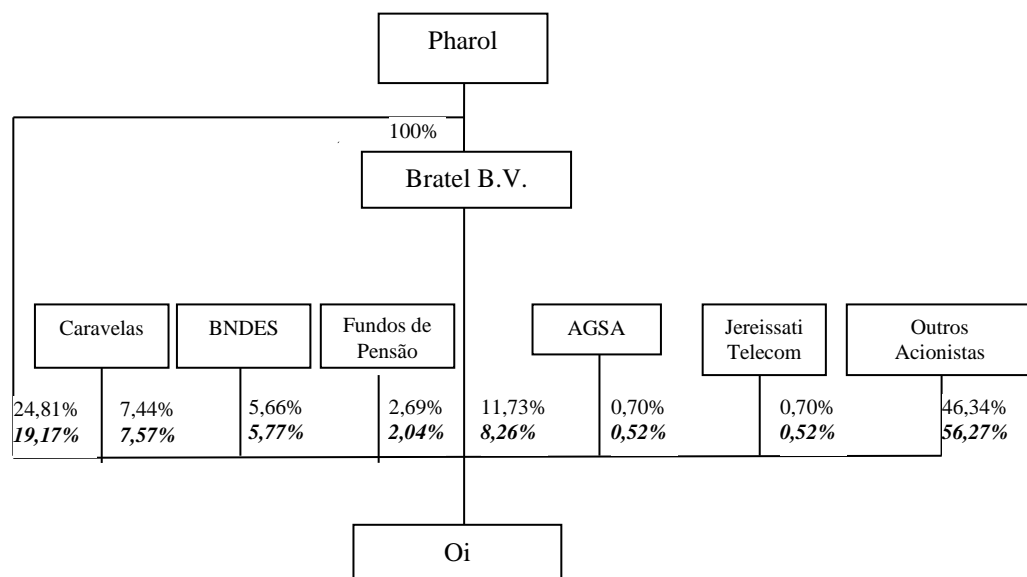 Pharol
100%
Bratel B.V.
Caravelas
BNDES
Fundos de
Pensão
AGSA
Jereissati
Telecom
Outros
Acionistas
24,81%
19,17%
7,44%
7,57%
5,66%
5,77%
2,69%
2,04%
11,73%
8,26%
0,70%
0,52%
0,70%
0,52%
46,34%
56,27%
Oi